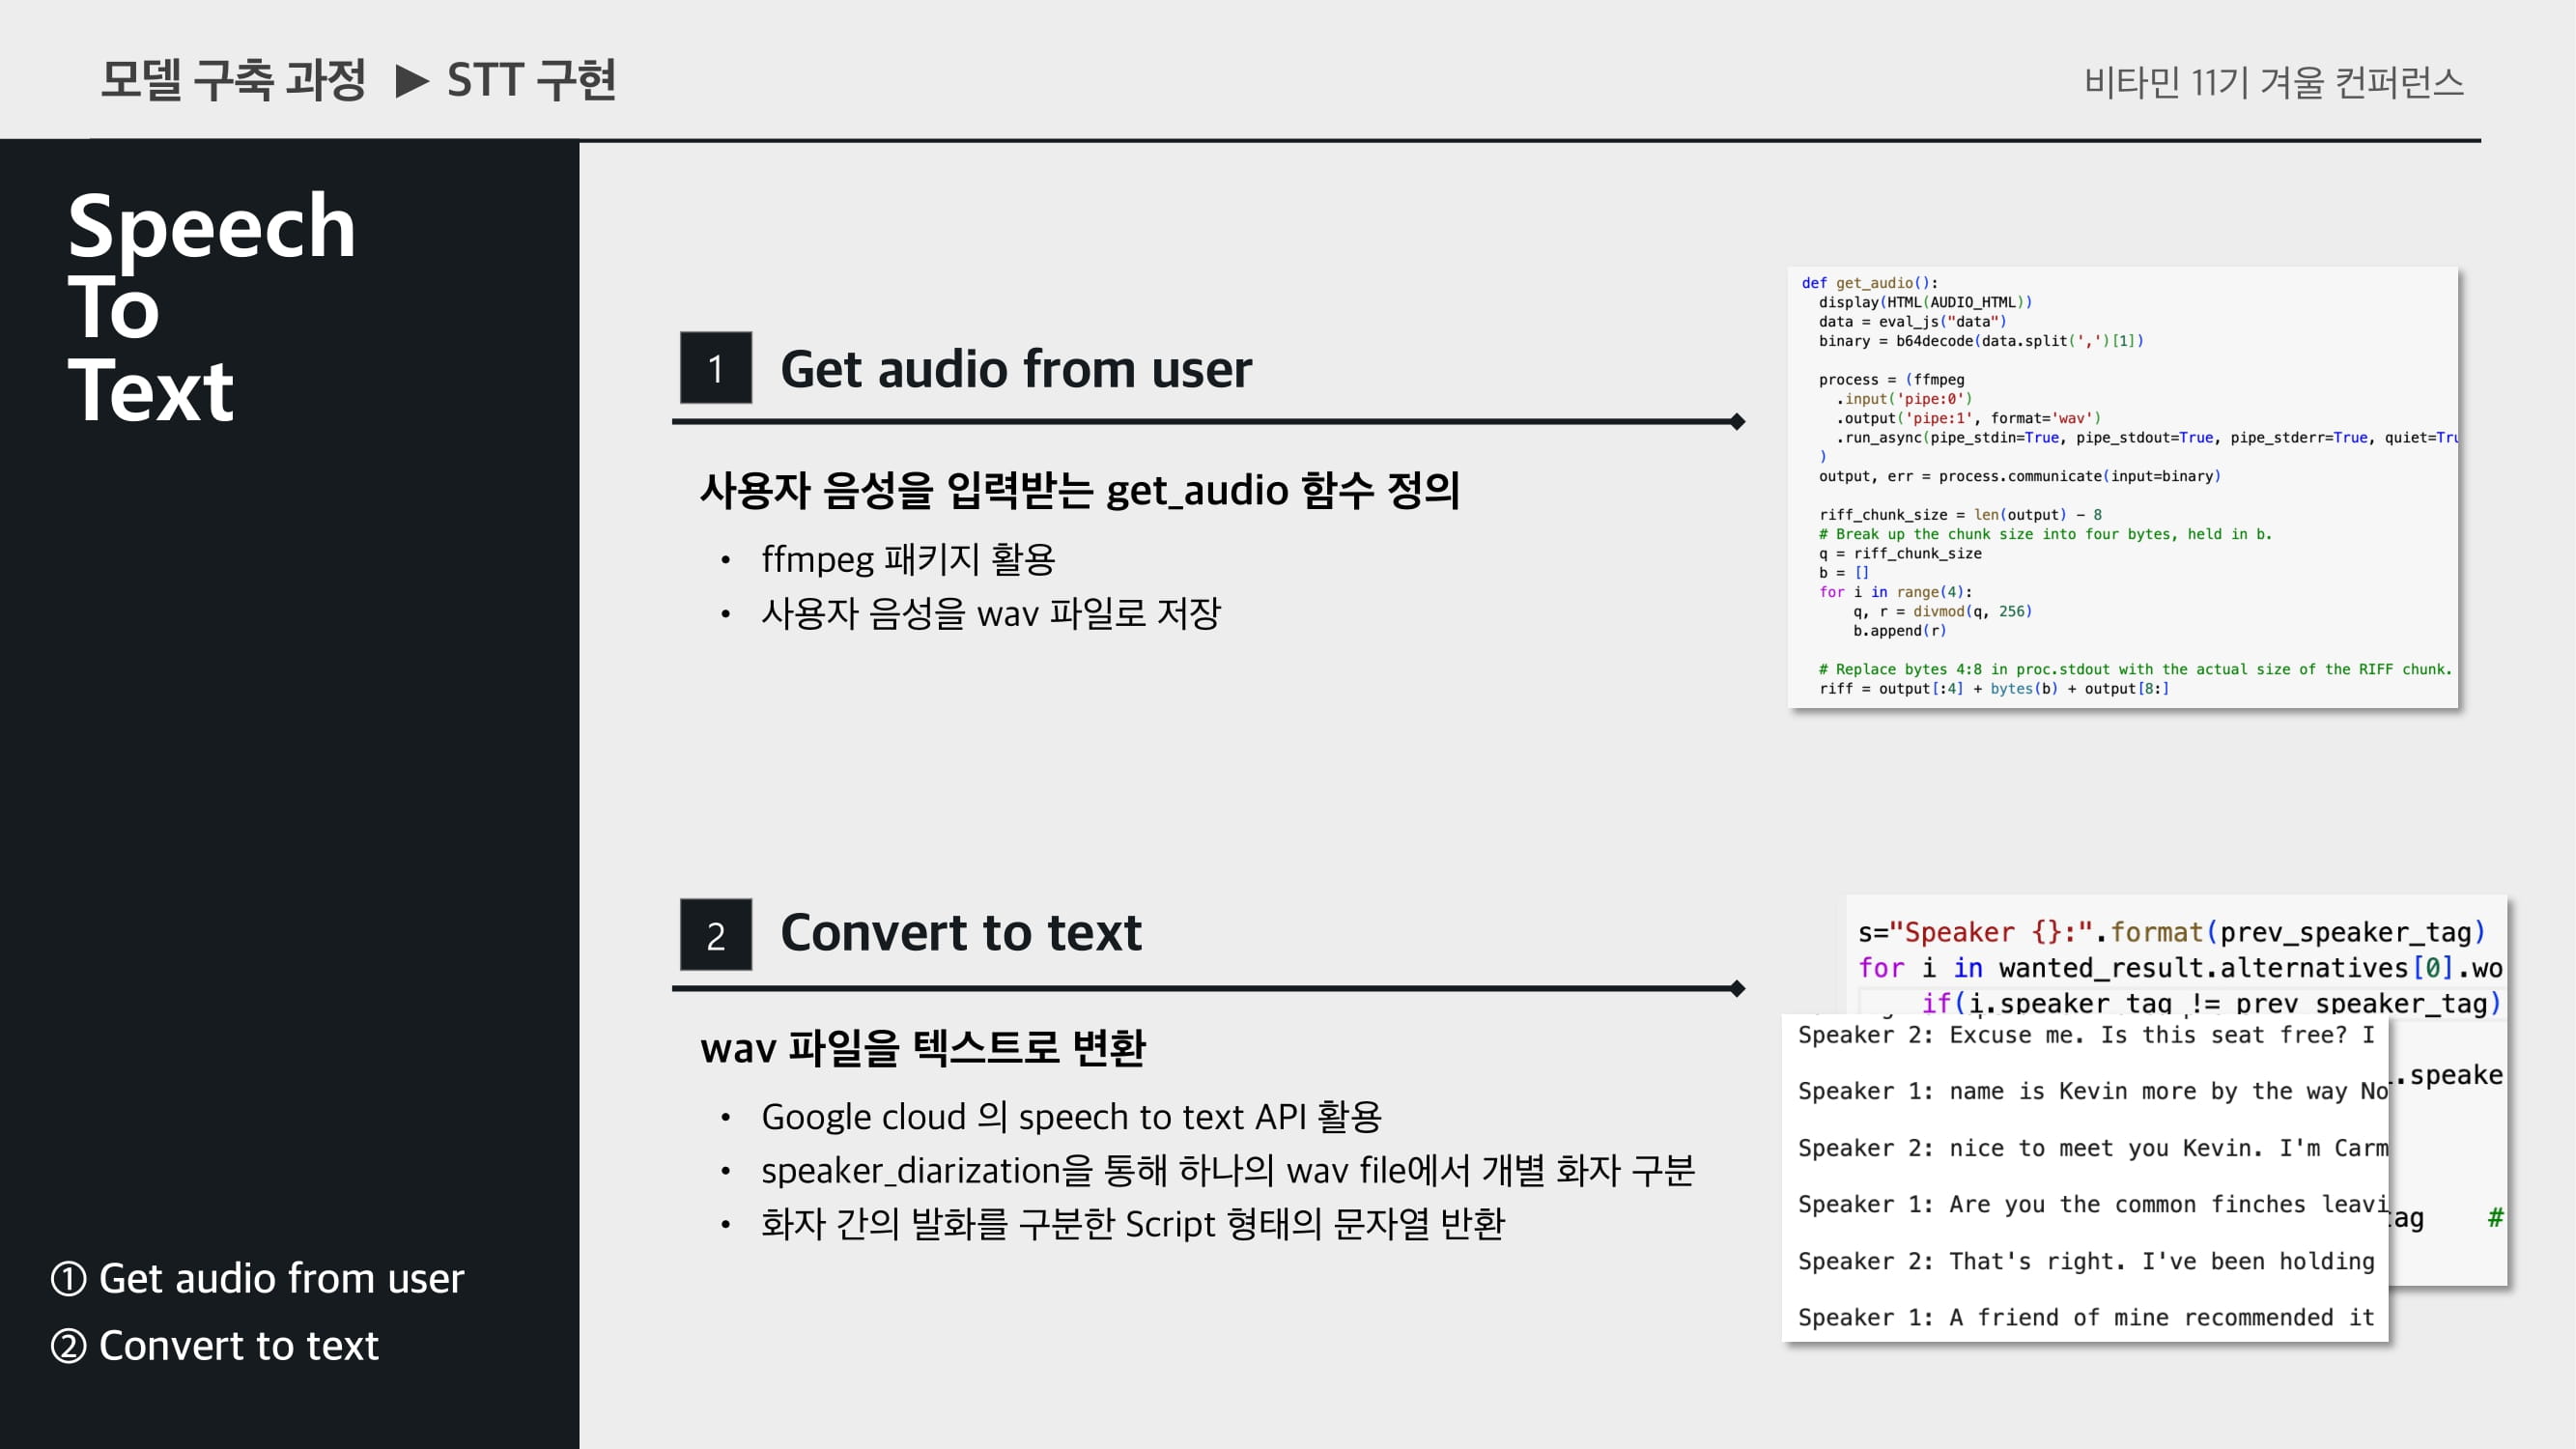 모델 구축 과정 ▶ STT 구현
비타민 11기 겨울 컨퍼런스
Speech
To
Text
① Get audio from user
② Convert to text
1 Get audio from user
사용자 음성을 입력받는 get_audio 함수 정의
• ffmpeg 패키지 활용
• 사용자 음성을 wav 파일로 저장
def get_audio():
display(HTML(AUDIO_HTML))
data = eval_js("data")
binary = b64decode(data.split(',')[1])
process = (ffmpeg
.input('pipe:0')
.output('pipe:1', format='wav')
.run_async(pipe_stdin=True, pipe_stdout=True, pipe_stderr=True, quiet=Tru
)
output, err = process.communicate(input=binary)
riff_chunk_size = len(output) - 8
# Break up the chunk size into four bytes, held in b.
q = riff_chunk_size
b = []
for i in range(4):
q, r = divmod(q, 256)
b.append(r)
# Replace bytes 4:8 in proc.stdout with the actual size of the RIFF chunk.
riff = output[:4] + bytes(b) + output[8:]
2 Convert to text
wav 파일을 텍스트로 변환
• Google cloud 의 speech to text API 활용
• speaker_diarization을 통해 하나의 wav file에서 개별 화자 구분
• 화자 간의 발화를 구분한 Script 형태의 문자열 반환
s="Speaker {}:".format(prev_speaker_tag)
for i in wanted_result.alternatives[0].wo
if(i.speaker_tag != prev_speaker_tag)
.speake
tag #
Speaker 2: Excuse me. Is this seat free? I
Speaker 1: name is Kevin more by the way No
Speaker 2: nice to meet you Kevin. I'm Carm
Speaker 1: Are you the common finches leavi
Speaker 2: That's right. I've been holding
Speaker 1: A friend of mine recommended it